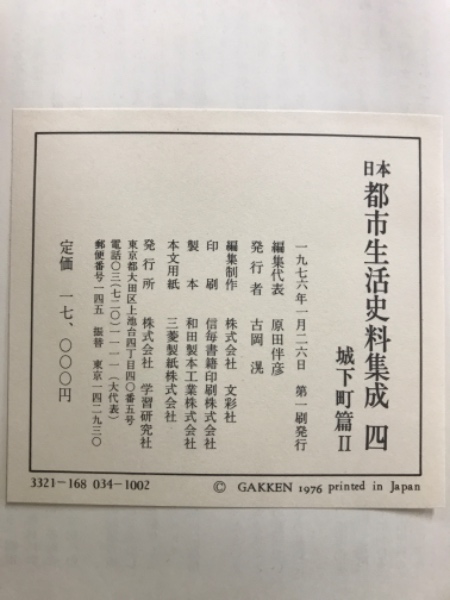 日本 都市生活史料集成 四
城下町篇Ⅱ
一九七六年一月二六日 第一刷発行
編集代表 原田伴彦
発行者 古岡滉
編集制作 株式会社 文彩社
印刷 信毎書籍印刷株式会社
製本 和田製本工業株式会社
本文用紙 三菱製紙株式会社
発行所 株式会社 学習研究社
東京都大田区上池台四丁目四〇番五号
電話〇三(七二〇)一一一一(大代表)
郵便番号一四五 振替 東京一四二九三〇
定価 一七、〇〇〇円
3321-168 034-1002
© GAKKEN 1976 printed in Japan